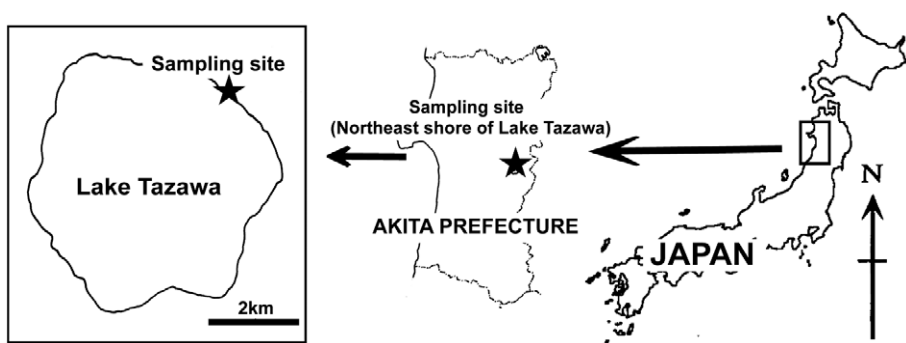 Sampling site
Lake Tazawa
2km
Sampling site
(Northeast shore of Lake Tazawa)
AKITA PREFECTURE
JAPAN
N